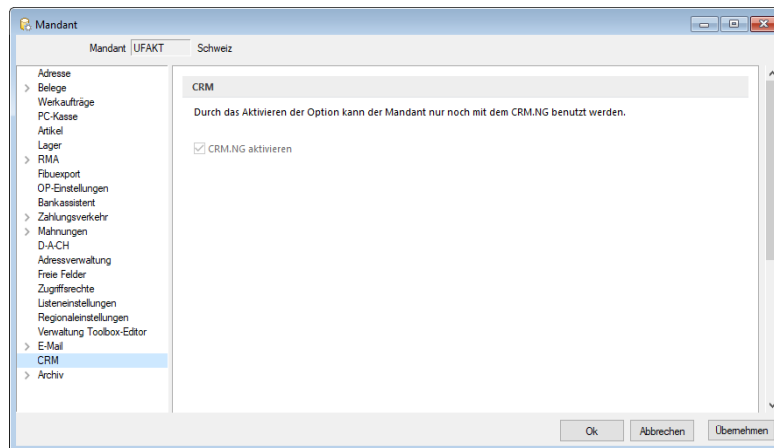 Mandant
Mandant UFAKT Schweiz
Adresse
Belege
Werkaufträge
PC-Kasse
Artikel
Lager
RMA
Fibuexport
OP-Einstellungen
Bankassistent
Zahlungsverkehr
Mahnungen
D-A-CH
Adressverwaltung
Freie Felder
Zugriffsrechte
Listeneinstellungen
Regionaleinstellungen
Verwaltung Toolbox-Editor
E-Mail
CRM
Archiv
CRM
Durch das Aktivieren der Option kann der Mandant nur noch mit dem CRM.NG benutzt werden.
CRM.NG aktivieren
Ok Abbrechen Übernehmen